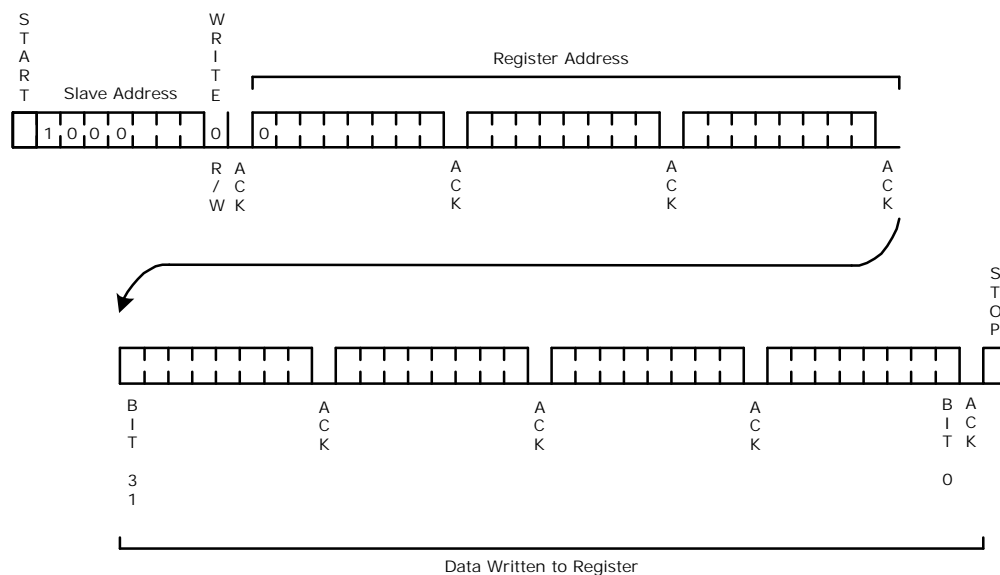 START
WRITE
Register Address
Slave Address
1 0 0 0
0
0
R/W
ACK
ACK
ACK
ACK
STOP
BIT 31
ACK
ACK
ACK
BIT 0
ACK
Data Written to Register